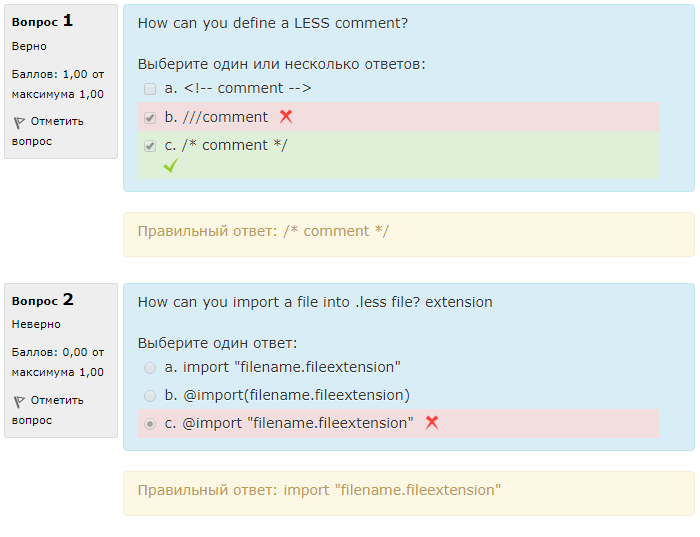 Вопрос 1
Верно
Баллов: 1,00 от
максимума 1,00
Отметить
вопрос
How can you define a LESS comment?
Выберите один или несколько ответов:
a. <!-- comment -->
b. ///comment
c. /* comment */
Правильный ответ: /* comment */
Вопрос 2
Неверно
Баллов: 0,00 от
максимума 1,00
Отметить
вопрос
How can you import a file into .less file? extension
Выберите один ответ:
a. import "filename.fileextension"
b. @import(filename.fileextension)
c. @import "filename.fileextension"
Правильный ответ: import "filename.fileextension"